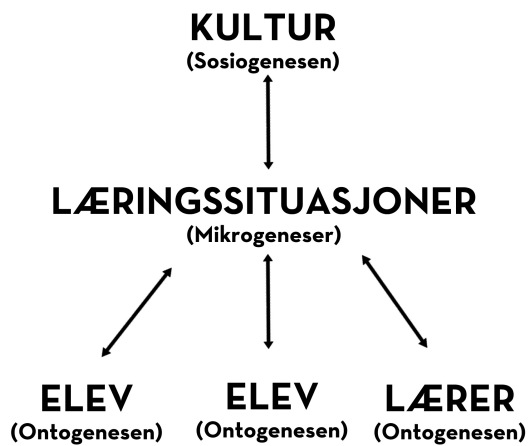 KULTUR
(Sosiogenesen)
LÆRINGSSITUASJONER
(Mikrogeneser)
ELEV
(Ontogenesen)
ELEV
(Ontogenesen)
LÆRER
(Ontogenesen)